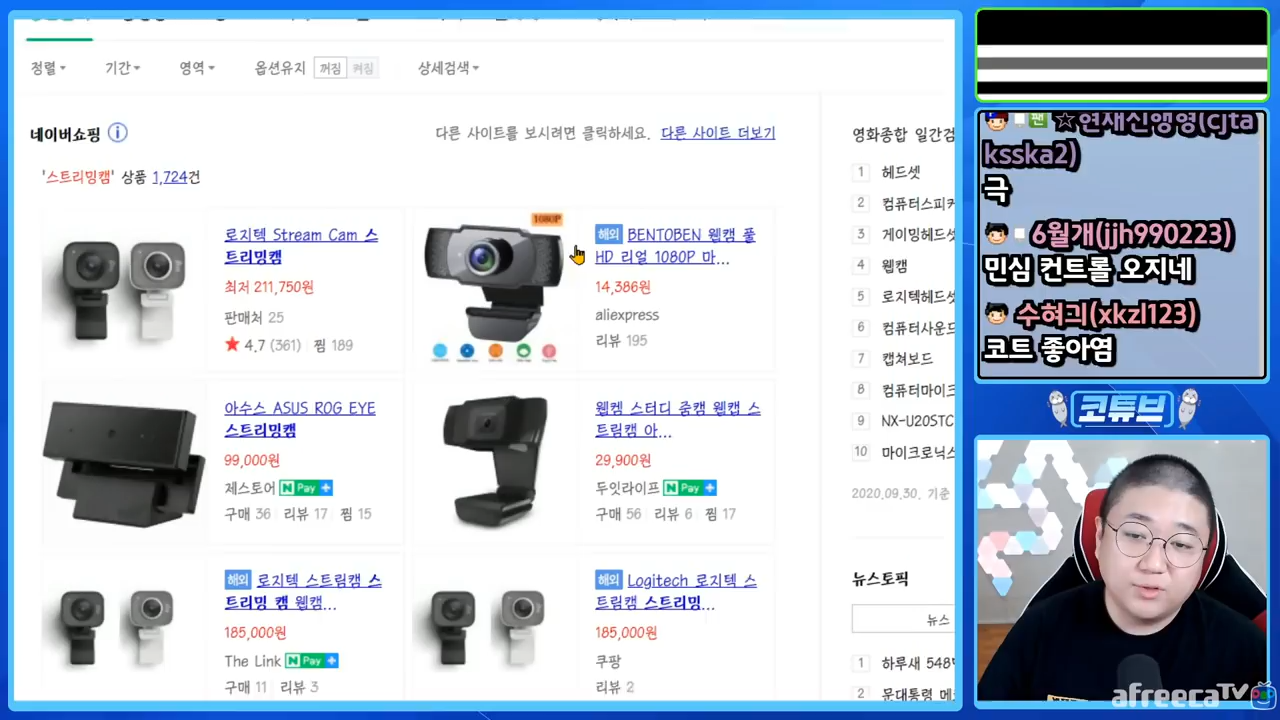 정렬 기간 영역 옵션유지 꺼짐 켜짐 상세검색
네이버쇼핑
다른 사이트를 보시려면 클릭하세요. 다른 사이트 더보기
'스트리밍캠' 상품 1,724건
로지텍 Stream Cam 스
트리밍캠
최저 211,750원
판매처 25
4.7 (361) 찜 189
1080P
해외 BENTOBEN 웹캠 풀
HD 리얼 1080P 마...
14,386원
aliexpress
리뷰 195
아수스 ASUS ROG EYE
스트리밍캠
99,000원
제스토어 N Pay +
구매 36 리뷰 17 찜 15
웹켓 스터디 줌캠 웹캠 스
트림캠 아...
29,900원
두잇라이프 N Pay +
구매 56 리뷰 6 찜 17
해외 로지텍 스트림캠 스
트리밍 캠 웹캠...
185,000원
The Link N Pay +
구매 11 리뷰 3
해외 Logitech 로지텍 스
트림캠 스트리밍...
185,000원
쿠팡
리뷰 2
영화종합 일간검
1 헤드셋
2 컴퓨터스피커
3 게이밍헤드셋
4 웹캠
5 로지텍헤드셋
6 컴퓨터사운드
7 캡쳐보드
8 컴퓨터마이크
9 NX-U20STC
10 마이크로닉스
2020.09.30. 기준
뉴스토픽
뉴스
1 하루새 548
2 문대통령
팬 ☆현재진행형(cjta
ksska2)
극
6월개(jjh990223)
민심 컨트롤 오지네
수혀긔(xkzl123)
코트 좋아염
코튜브
afreecaTV